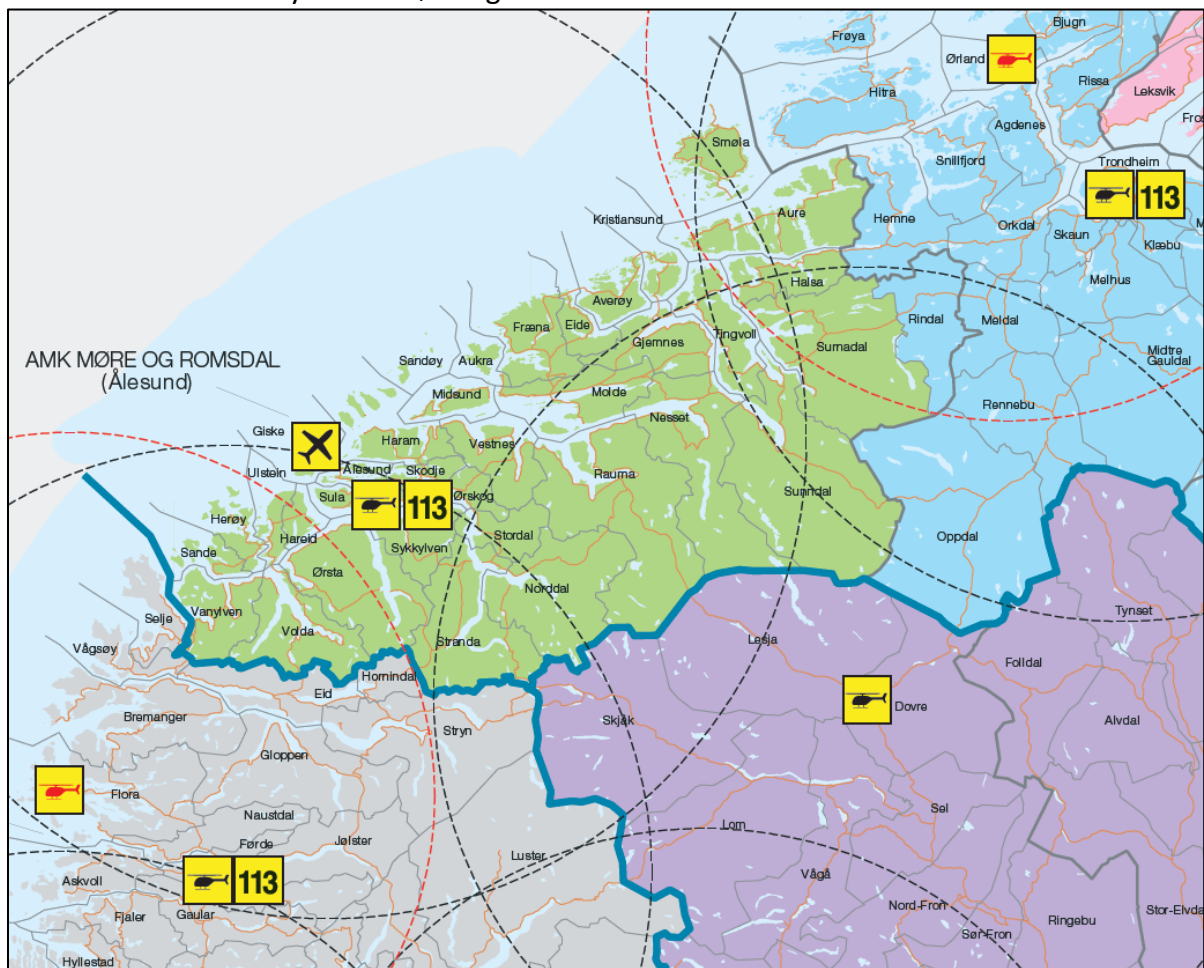 Bjugn
Frøya
Ørland
Rissa
Leksvik
Hitra
Fros
Agdenes
Smøla
Snillfjord
Trondheim
113
Kristiansund
Aure
Hemne
Orkdal
Skaun
Klæbu
M
Melhus
Halsa
Averøy
Rindal
Meldal
Fræna
Eide
Tingvoll
Gjemnes
Surnadal
Midtre
Gauldal
Sandøy
Aukra
AMK MØRE OG ROMSDAL
(Ålesund)
Midsund
Molde
Nesset
Rennebu
Giske
Haram
Vestnes
Ulstein
Ålesund
Skodje
Rauma
Sula
113
Ørskog
Sunndal
Herøy
Hareid
Stordal
Oppdal
Sande
Sykkylven
Ørsta
Norddal
Vanylven
Tynset
Selje
Volda
Stranda
Lesja
Vågsøy
Folldal
Hornindal
Eid
Dovre
Bremanger
Stryn
Skjåk
Alvdal
Gloppen
Flora
Naustdal
Sel
Lom
Førde
Jølster
Luster
Askvoll
113
Vågå
Nord-Fron
Fjaler
Gaular
Ringebu
Stor-Elvda
Sør-Fron
Hyllestad